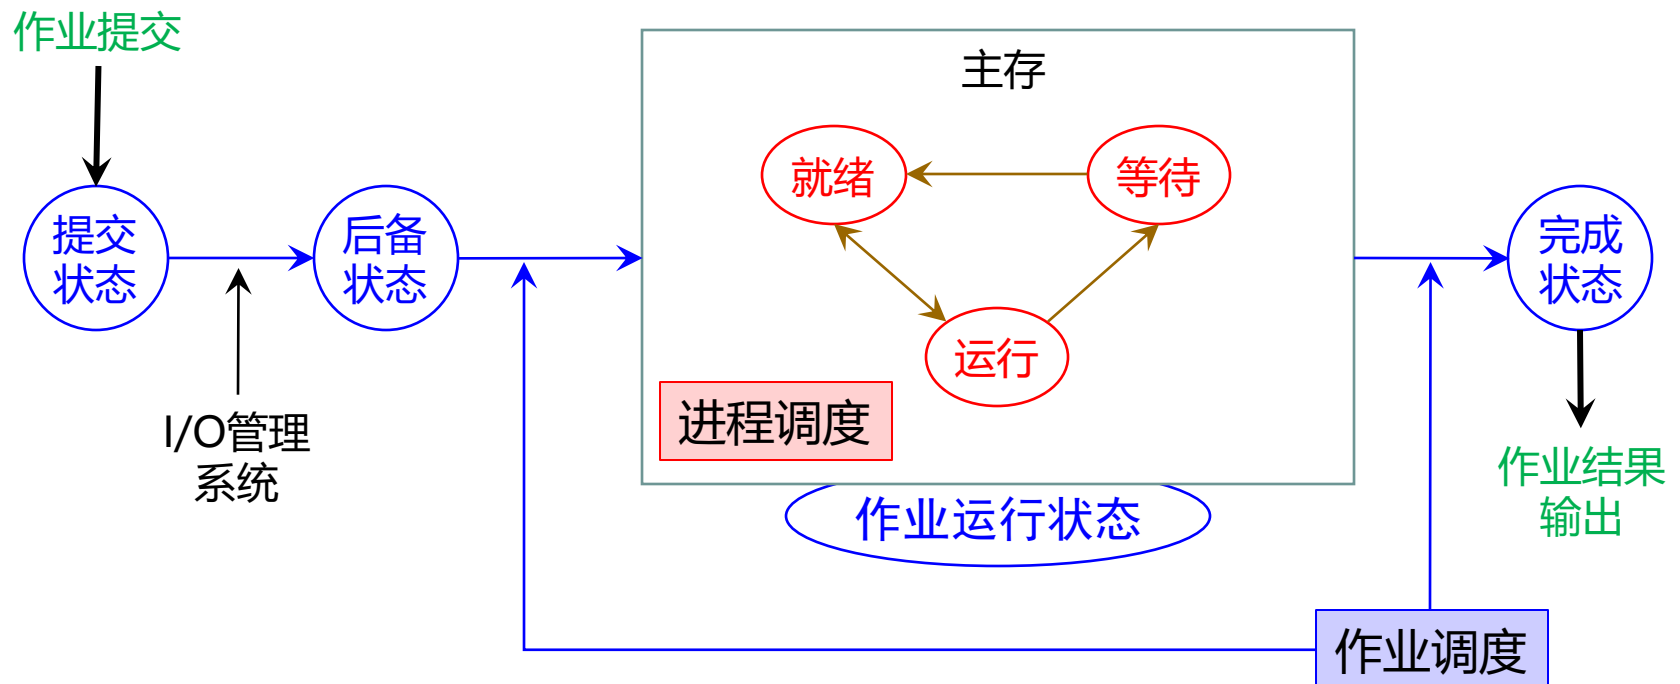 作业提交
主存
就绪
等待
提交
状态
后备
状态
完成
状态
运行
进程调度
I/O管理
系统
作业运行状态
作业结果
输出
作业调度